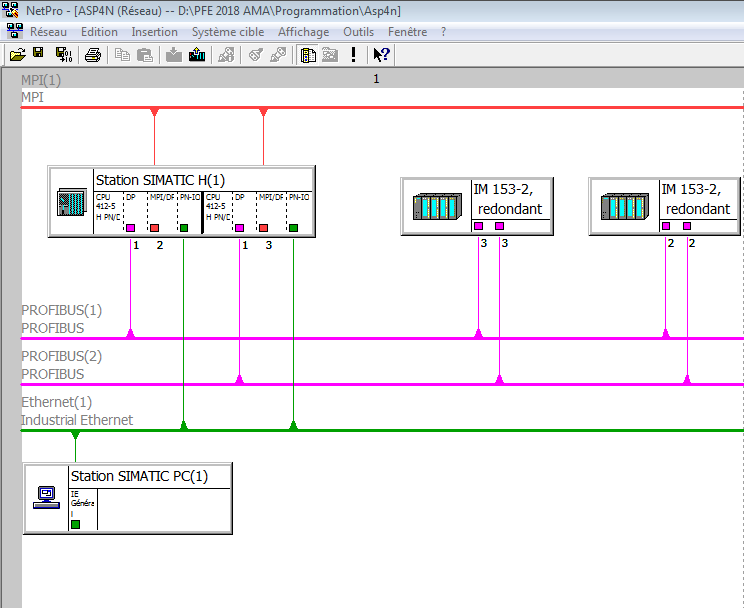 NetPro - [ASP4N (Réseau) -- D:\PFE 2018 AMA\Programmation\Asp4n]
Réseau Edition Insertion Système cible Affichage Outils Fenêtre ?
MPI(1) 1
MPI
Station SIMATIC H(1)
CPU DP MPI/DP PN-IO CPU DP MPI/DP PN-IO
412-5 412-5
H PN/D H PN/D
1 2 1 3
IM 153-2,
redondant
3 3
IM 153-2,
redondant
2 2
PROFIBUS(1)
PROFIBUS
PROFIBUS(2)
PROFIBUS
Ethernet(1)
Industrial Ethernet
Station SIMATIC PC(1)
IE
Généra
l